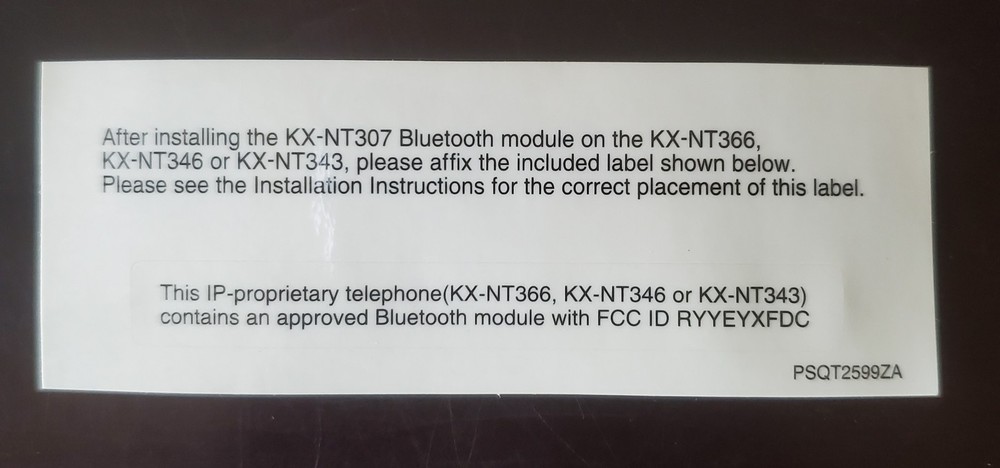 After installing the KX-NT307 Bluetooth module on the KX-NT366,
KX-NT346 or KX-NT343, please affix the included label shown below.
Please see the Installation Instructions for the correct placement of this label.
This IP-proprietary telephone(KX-NT366, KX-NT346 or KX-NT343)
contains an approved Bluetooth module with FCC ID RYYEYXFDC
PSQT2599ZA